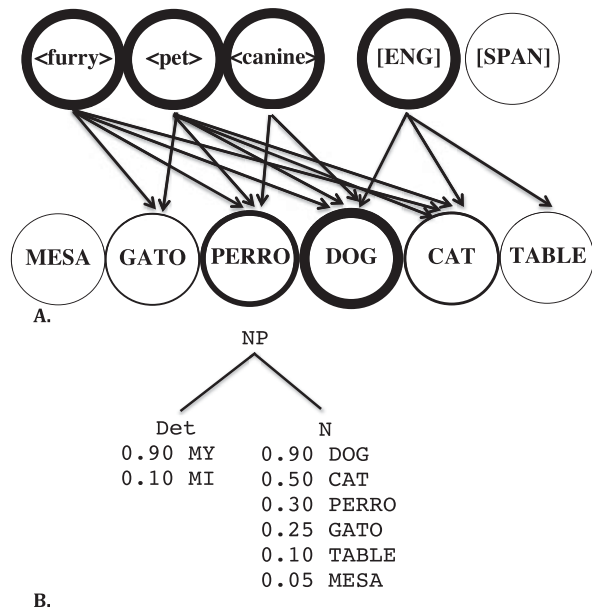 <furry> <pet> <canine> [ENG] [SPAN]
MESA GATO PERRO DOG CAT TABLE
A.
NP
Det N
0.90 MY 0.90 DOG
0.10 MI 0.50 CAT
0.30 PERRO
0.25 GATO
0.10 TABLE
0.05 MESA
B.